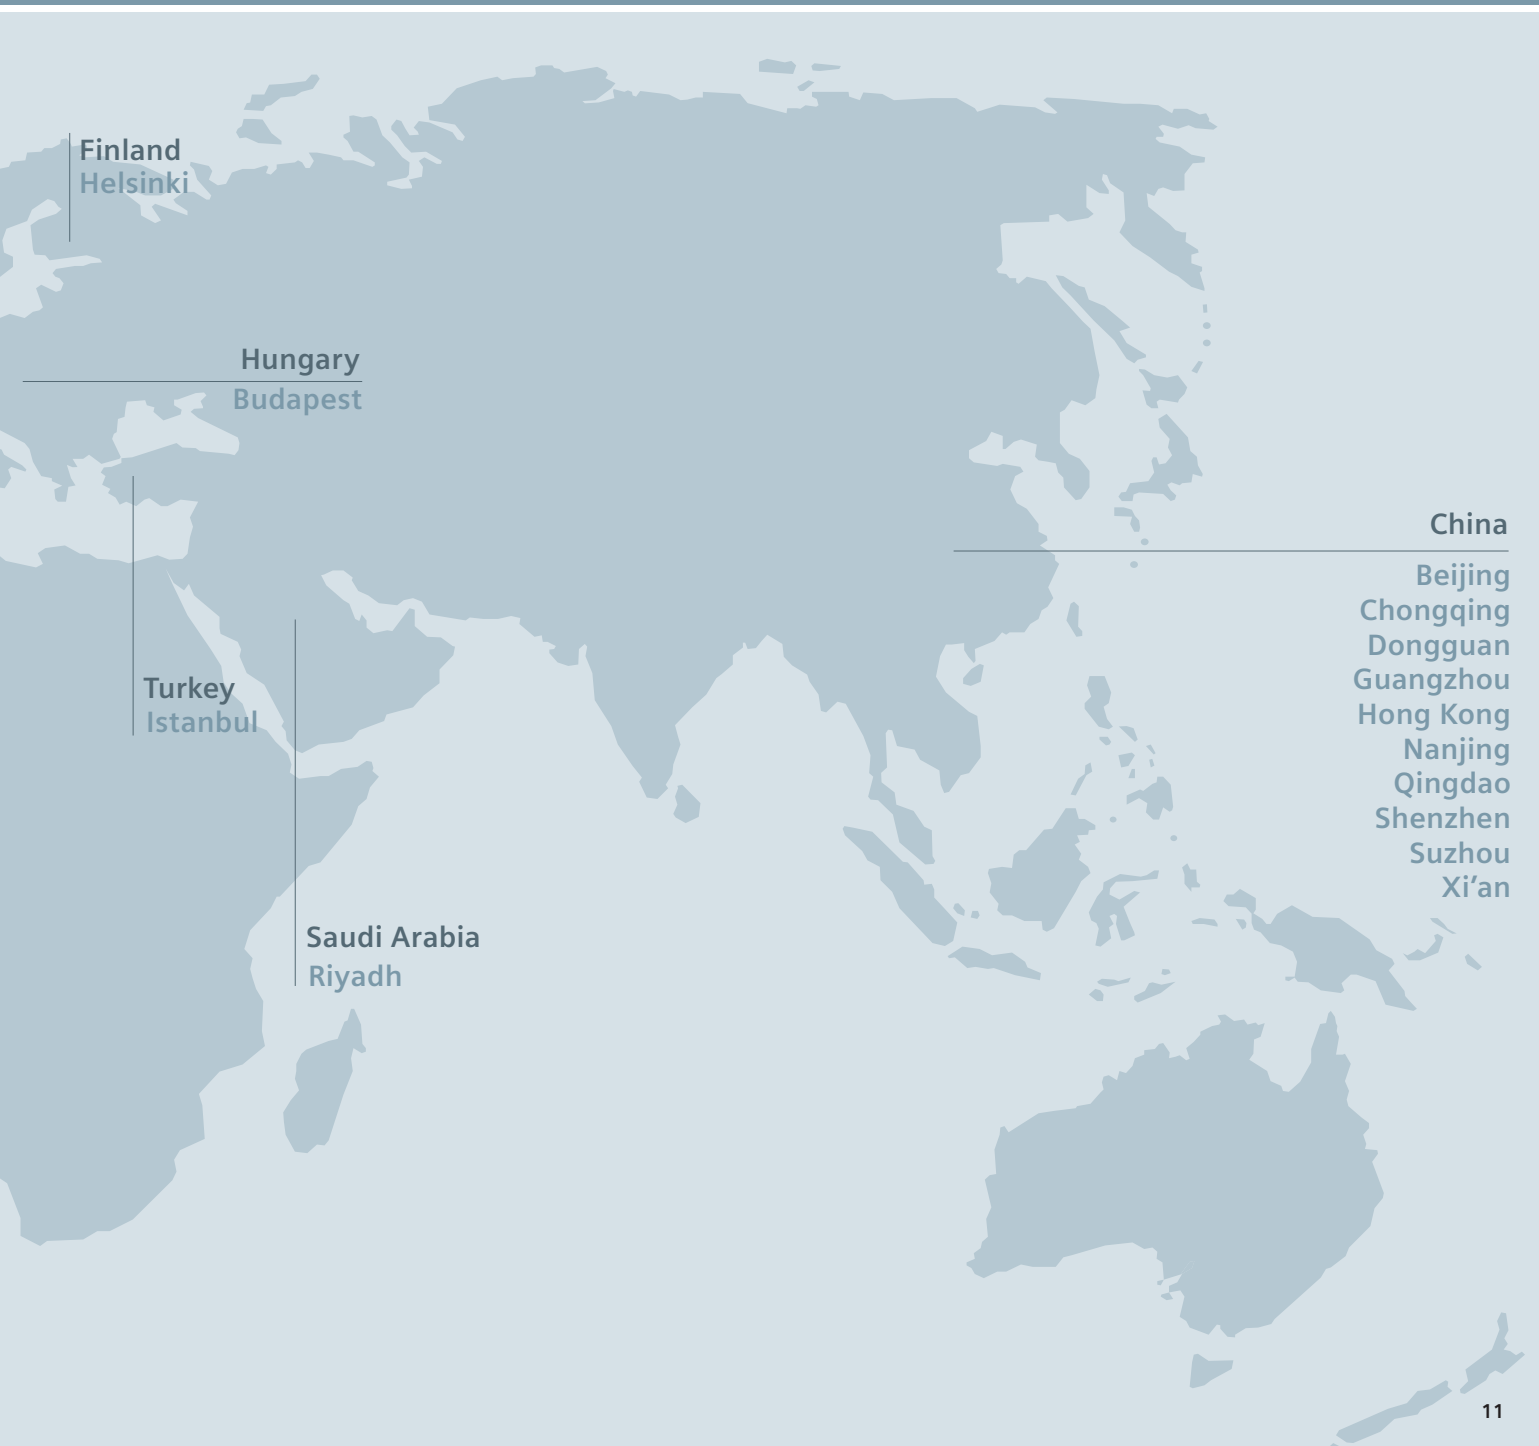 Finland
Helsinki
Hungary
Budapest
China
Beijing
Chongqing
Dongguan
Guangzhou
Hong Kong
Nanjing
Qingdao
Shenzhen
Suzhou
Xi’an
Turkey
Istanbul
Saudi Arabia
Riyadh
11